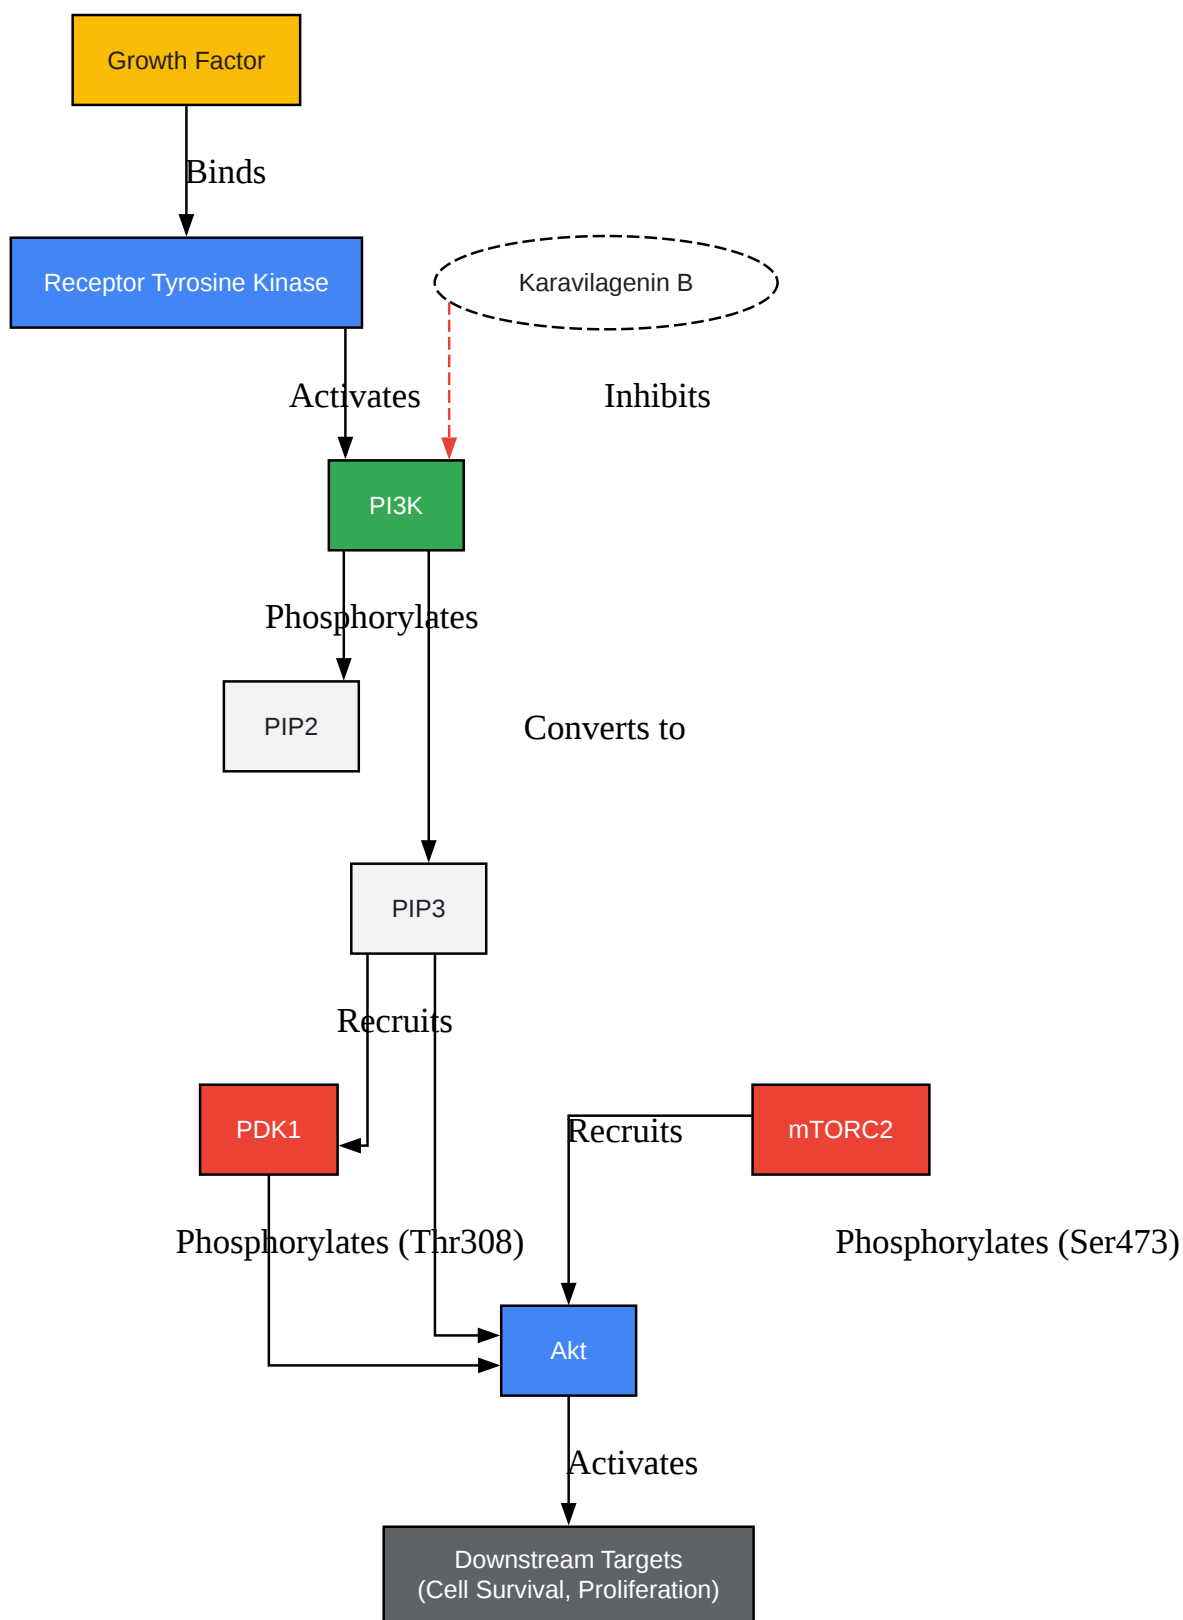 Growth Factor
Binds
Receptor Tyrosine Kinase
Karavilagenin B
Activates
Inhibits
PI3K
Phosphorylates
PIP2
Converts to
PIP3
Recruits
PDK1
Recruits
mTORC2
Phosphorylates (Thr308)
Phosphorylates (Ser473)
Akt
Activates
Downstream Targets
(Cell Survival, Proliferation)